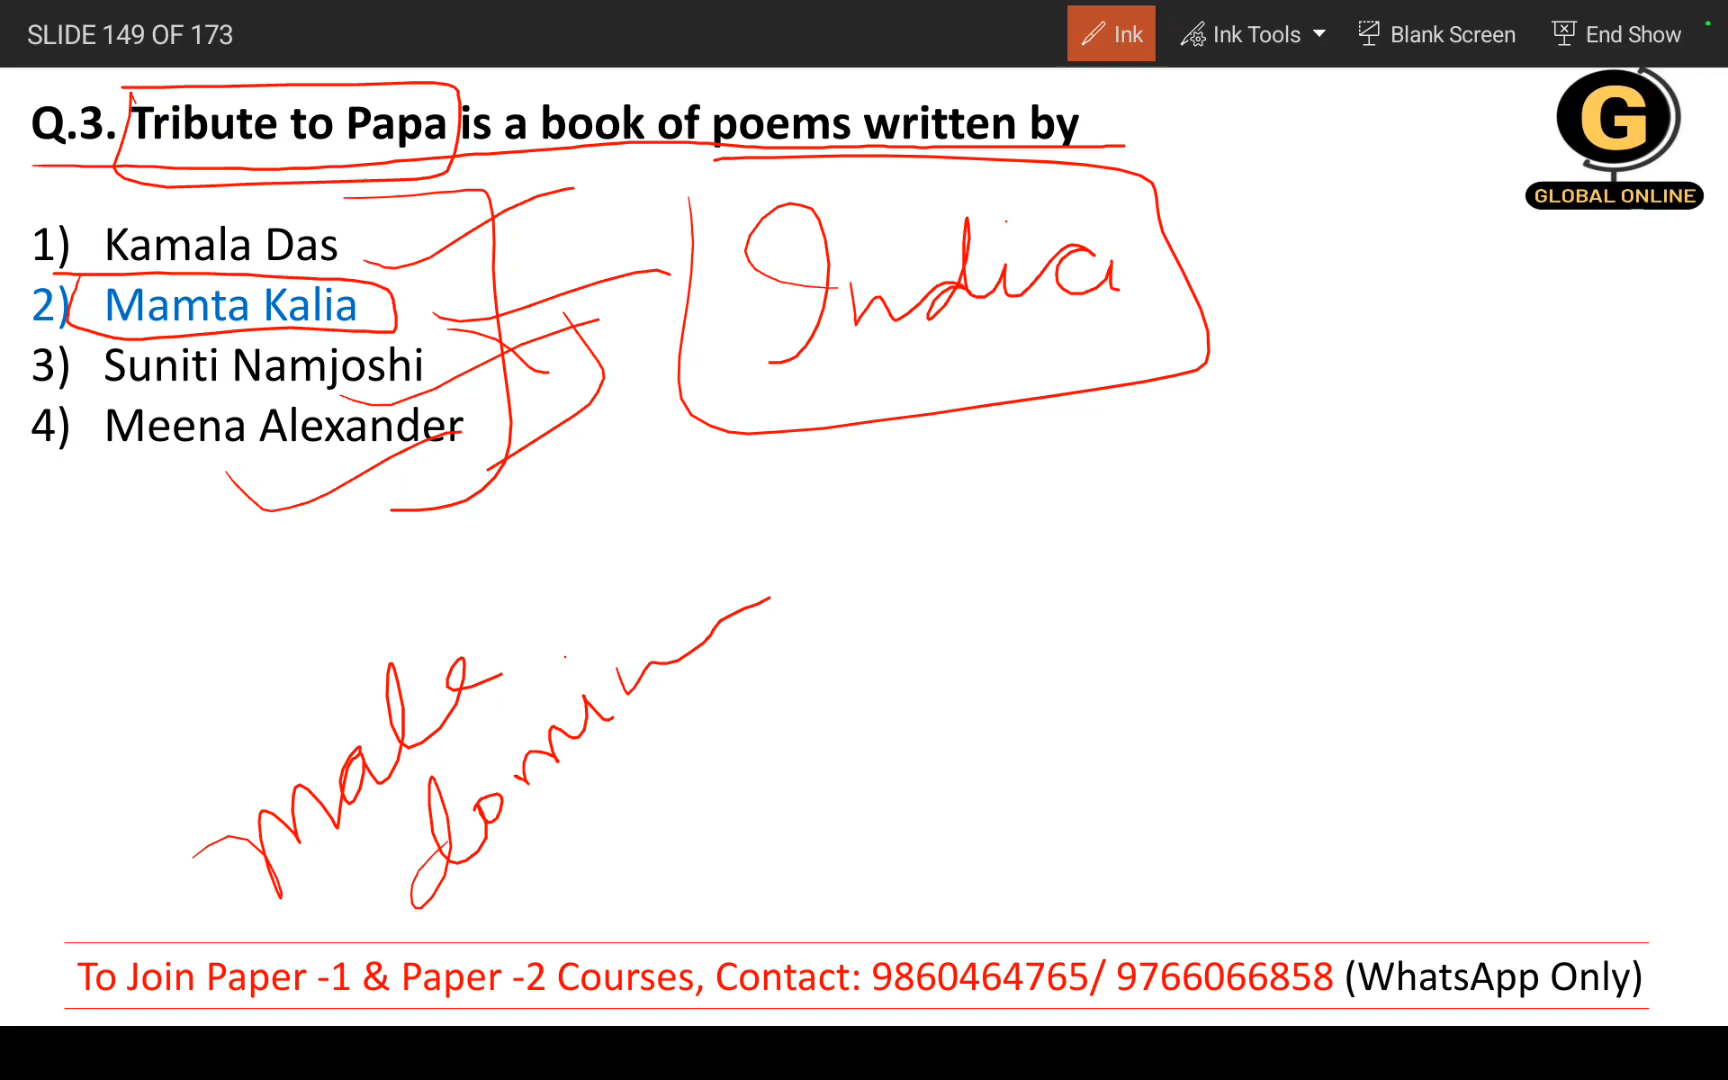 SLIDE 149 OF 173
Ink
Ink Tools
Blank Screen
End Show
Q.3. Tribute to Papa is a book of poems written by
G
GLOBAL ONLINE
1) Kamala Das
2) Mamta Kalia
3) Suniti Namjoshi
4) Meena Alexander
India
male
domin
To Join Paper -1 & Paper -2 Courses, Contact: 9860464765/ 9766066858 (WhatsApp Only)